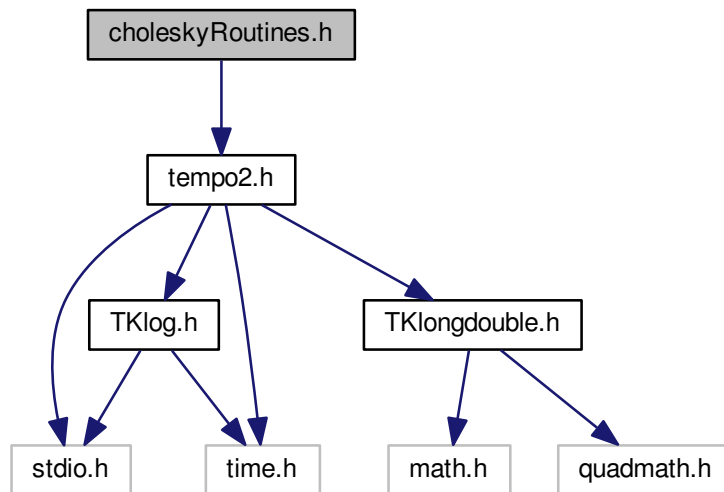 choleskyRoutines.h
tempo2.h
TKlog.h
TKlongdouble.h
stdio.h
time.h
math.h
quadmath.h